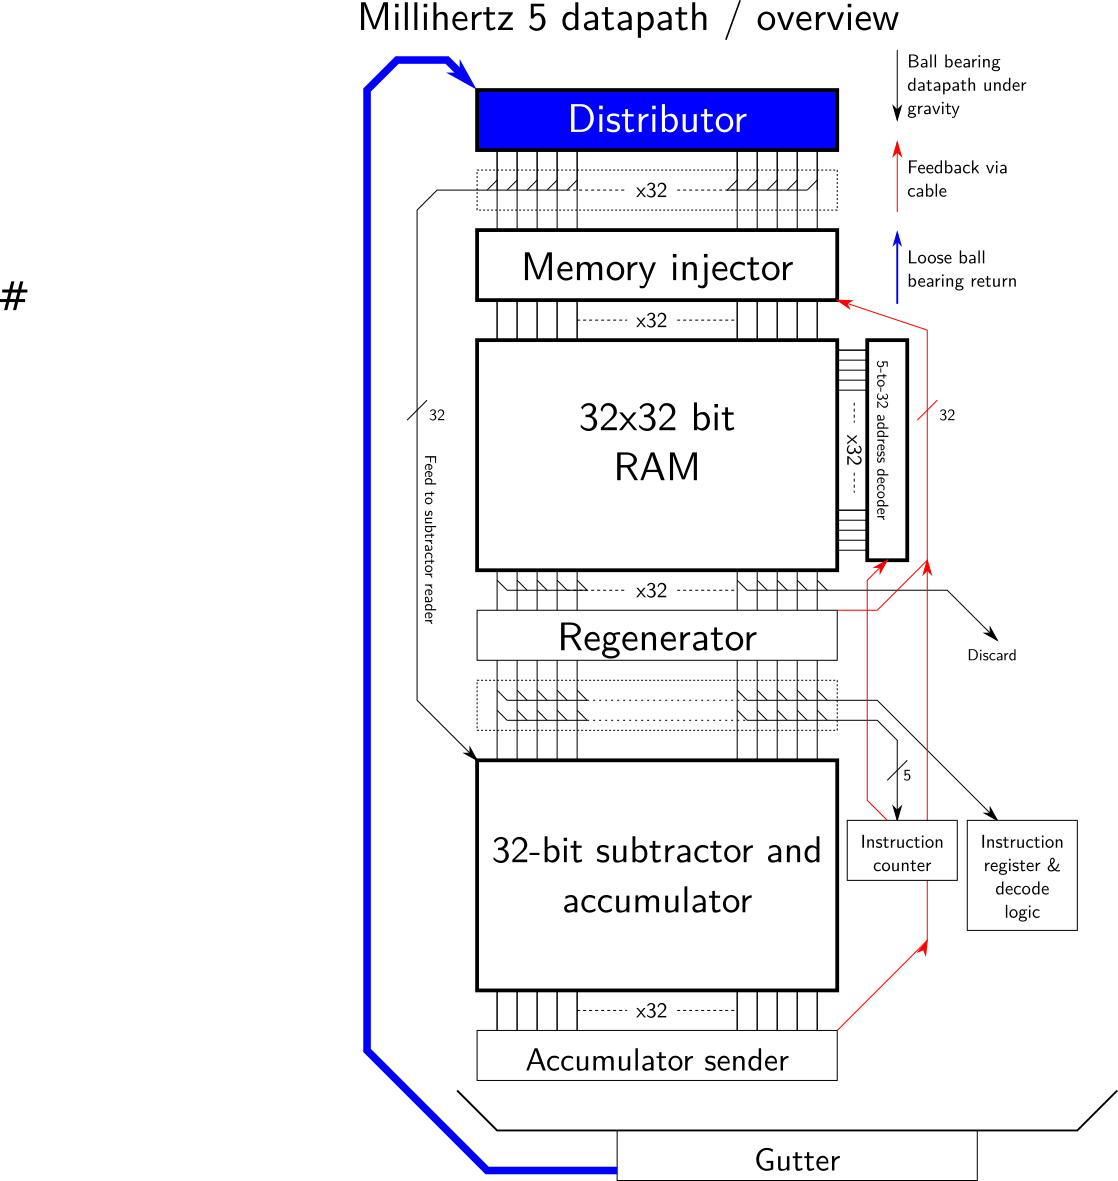 Millihertz 5 datapath / overview
Ball bearing
datapath under
gravity
Distributor
Feedback via
cable
x32
Memory injector
Loose ball
bearing return
#
x32
32x32 bit
RAM
5-to-32 address decoder
x32
32
32
Feed to subtractor reader
x32
Regenerator
Discard
5
32-bit subtractor and
accumulator
Instruction
counter
Instruction
register &
decode
logic
x32
Accumulator sender
Gutter